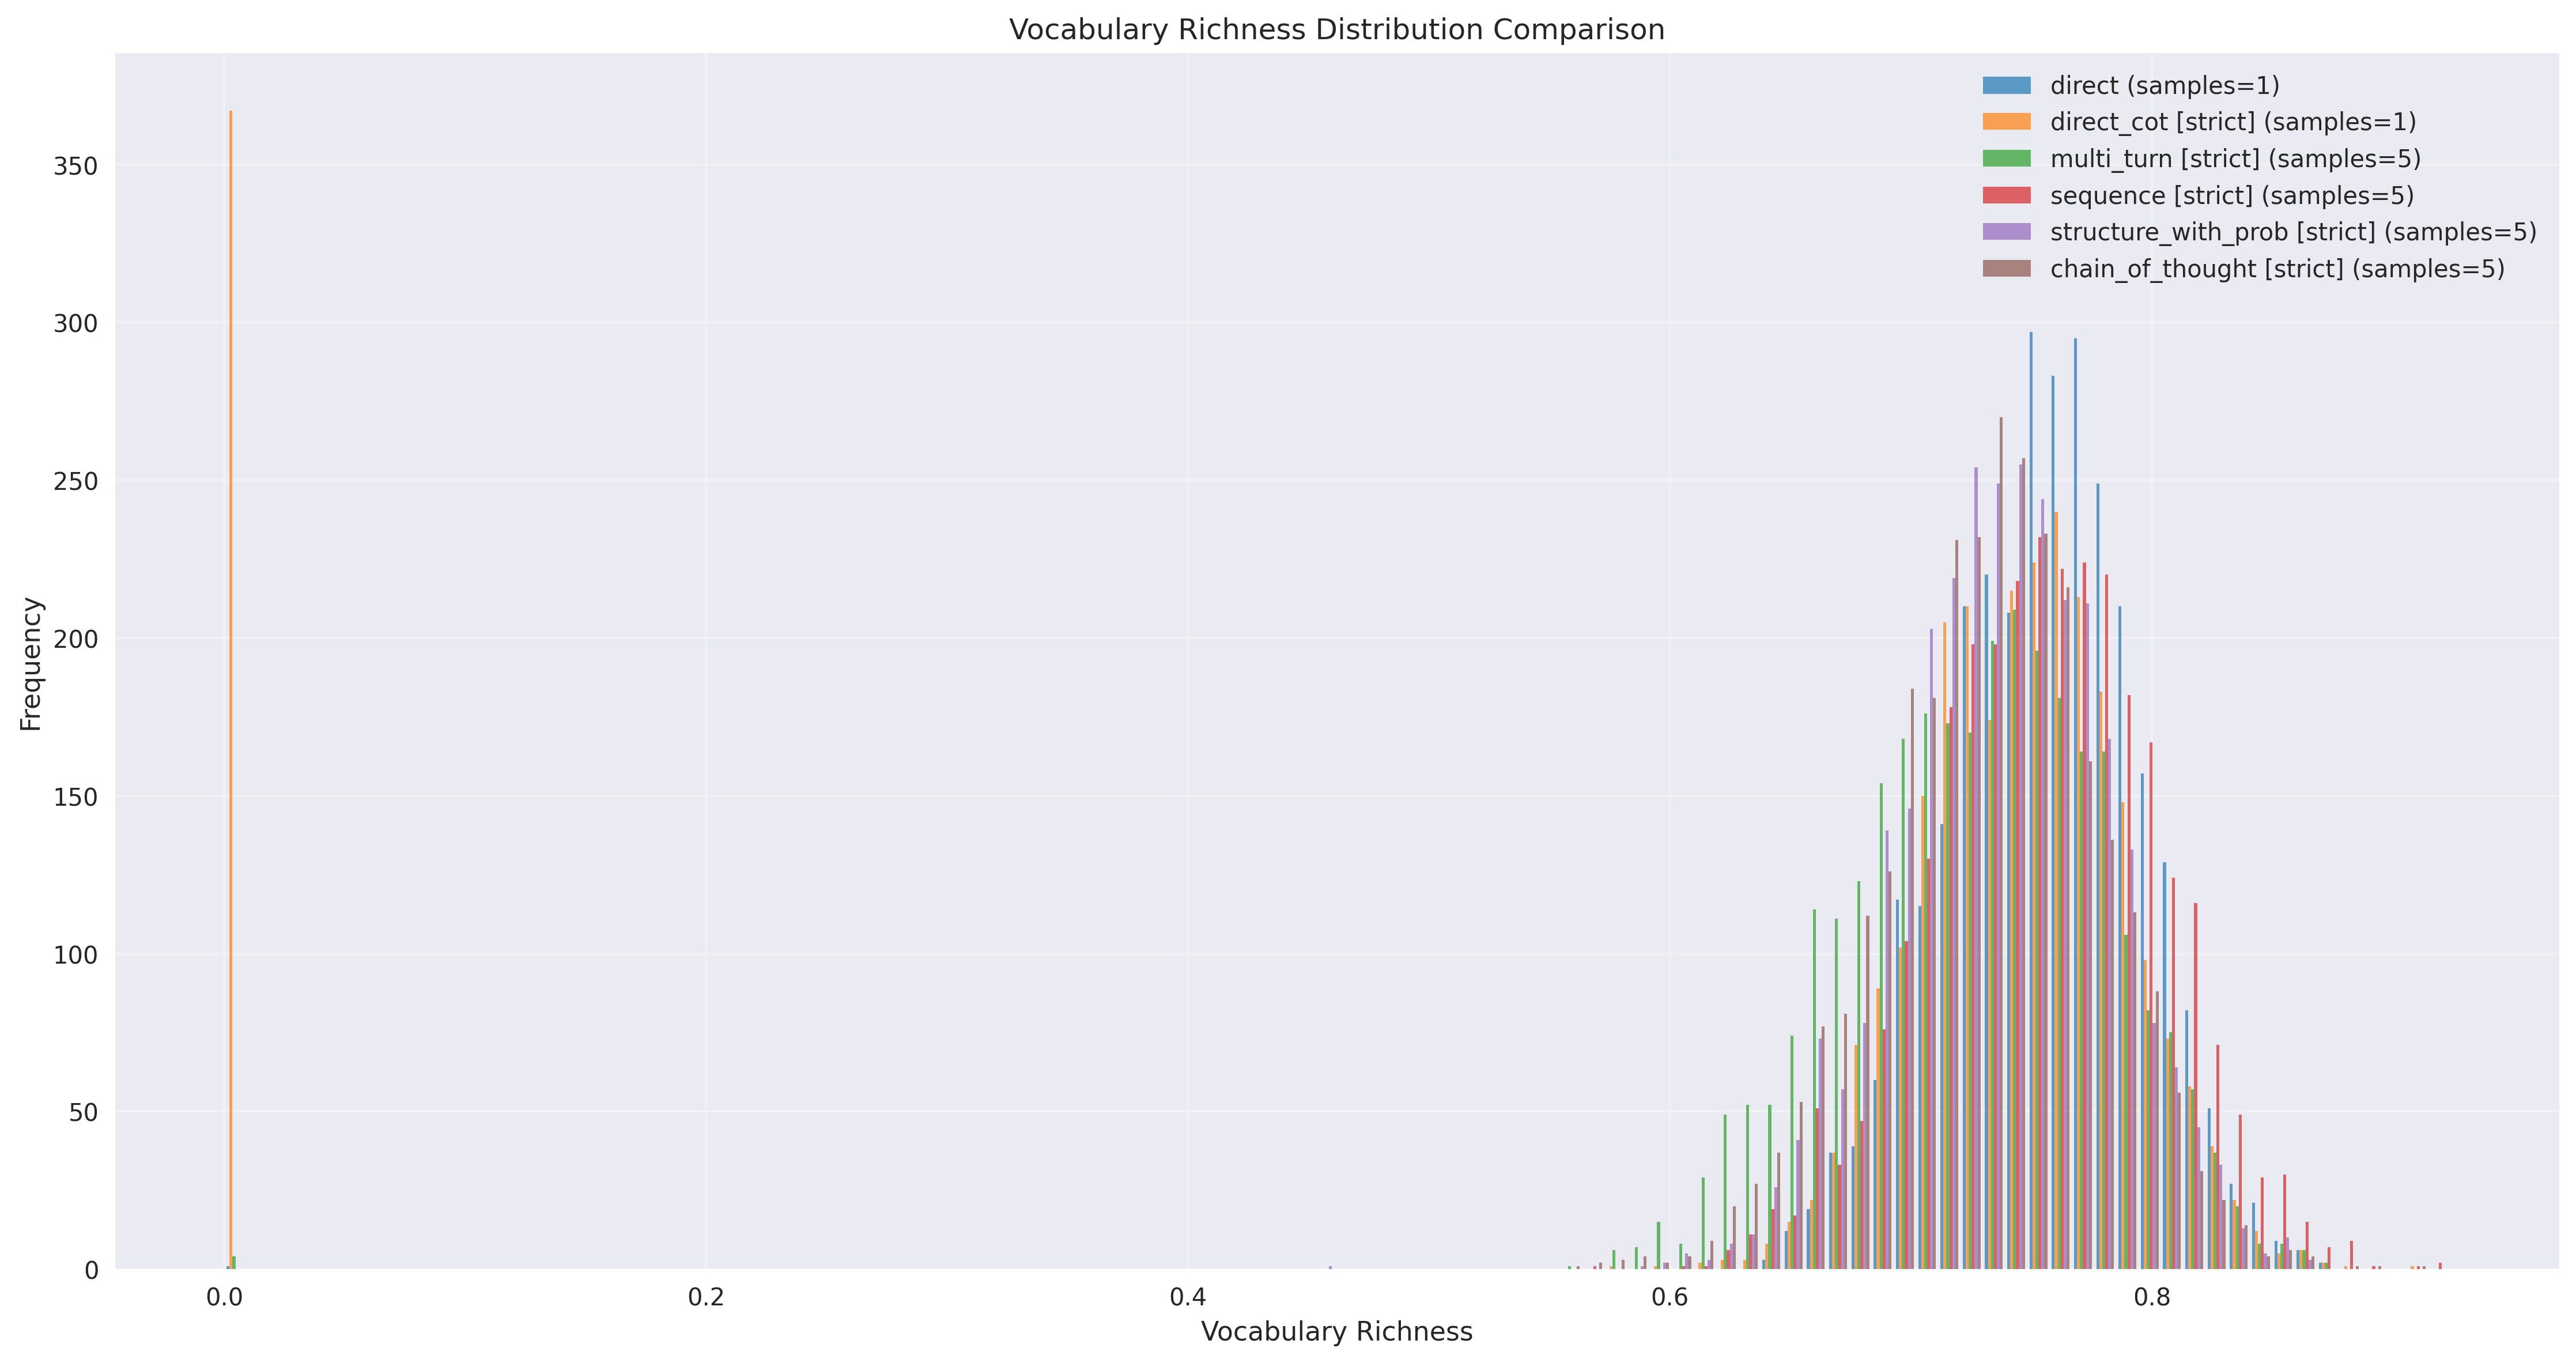 Vocabulary Richness Distribution Comparison
direct (samples=1)
direct_cot [strict] (samples=1)
multi_turn [strict] (samples=5)
sequence [strict] (samples=5)
structure_with_prob [strict] (samples=5)
chain_of_thought [strict] (samples=5)
Frequency
350
300
250
200
150
100
50
0
0.0 0.2 0.4 0.6 0.8
Vocabulary Richness